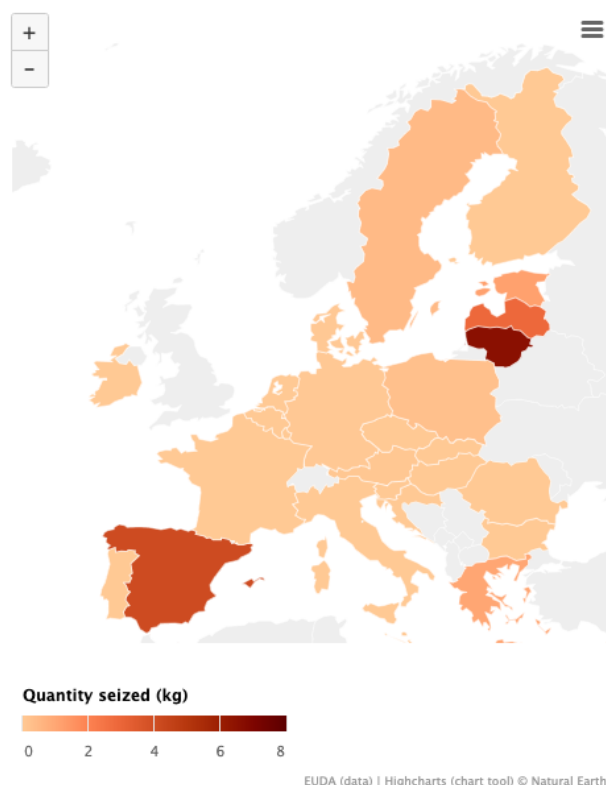 +
−
Quantity seized (kg)
0 2 4 6 8
EUDA (data) | Highcharts (chart tool) © Natural Earth